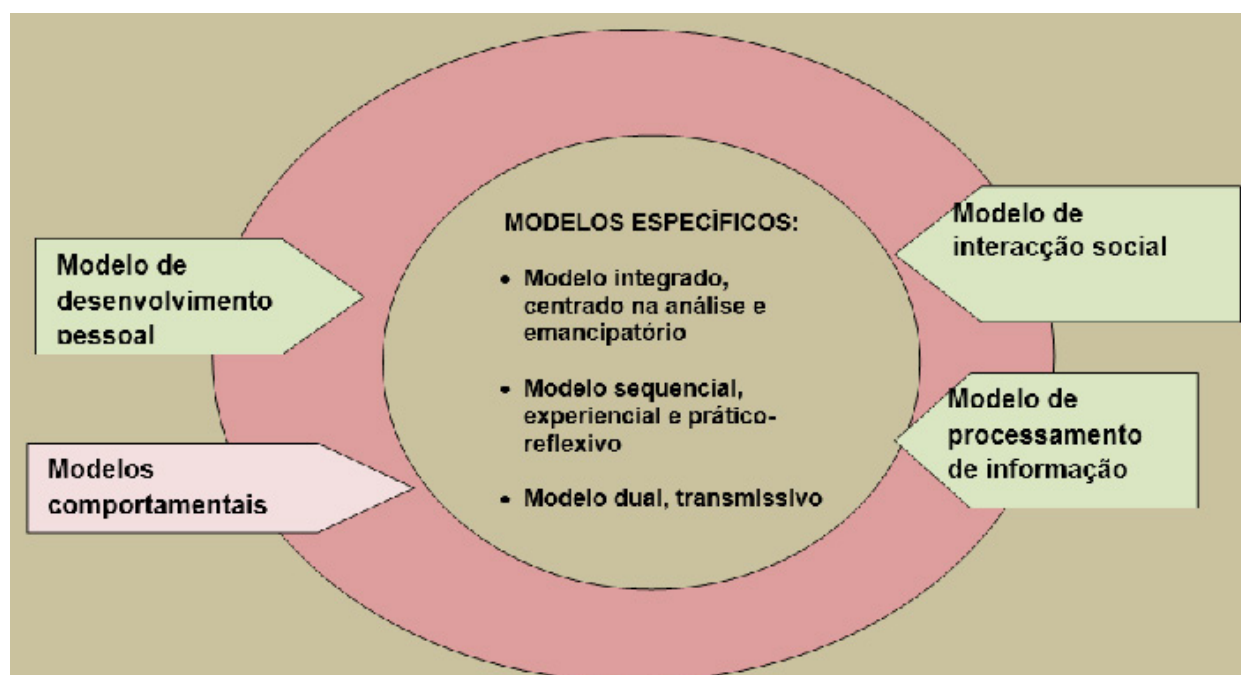 MODELOS ESPECÍFICOS:
• Modelo integrado,
centrado na análise e
emancipatório
• Modelo sequencial,
experiencial e prático-
reflexivo
• Modelo dual, transmissivo
Modelo de
desenvolvimento
pessoal
Modelos
comportamentais
Modelo de
interacção social
Modelo de
processamento
de informação